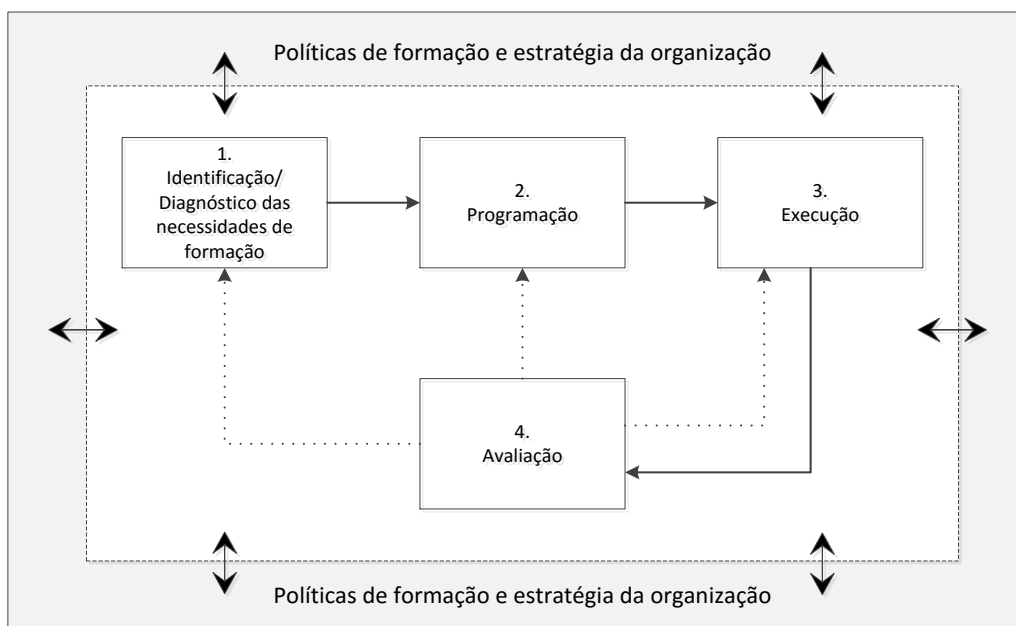 Políticas de formação e estratégia da organização
1.
Identificação/
Diagnóstico das
necessidades de
formação
2.
Programação
3.
Execução
4.
Avaliação
Políticas de formação e estratégia da organização